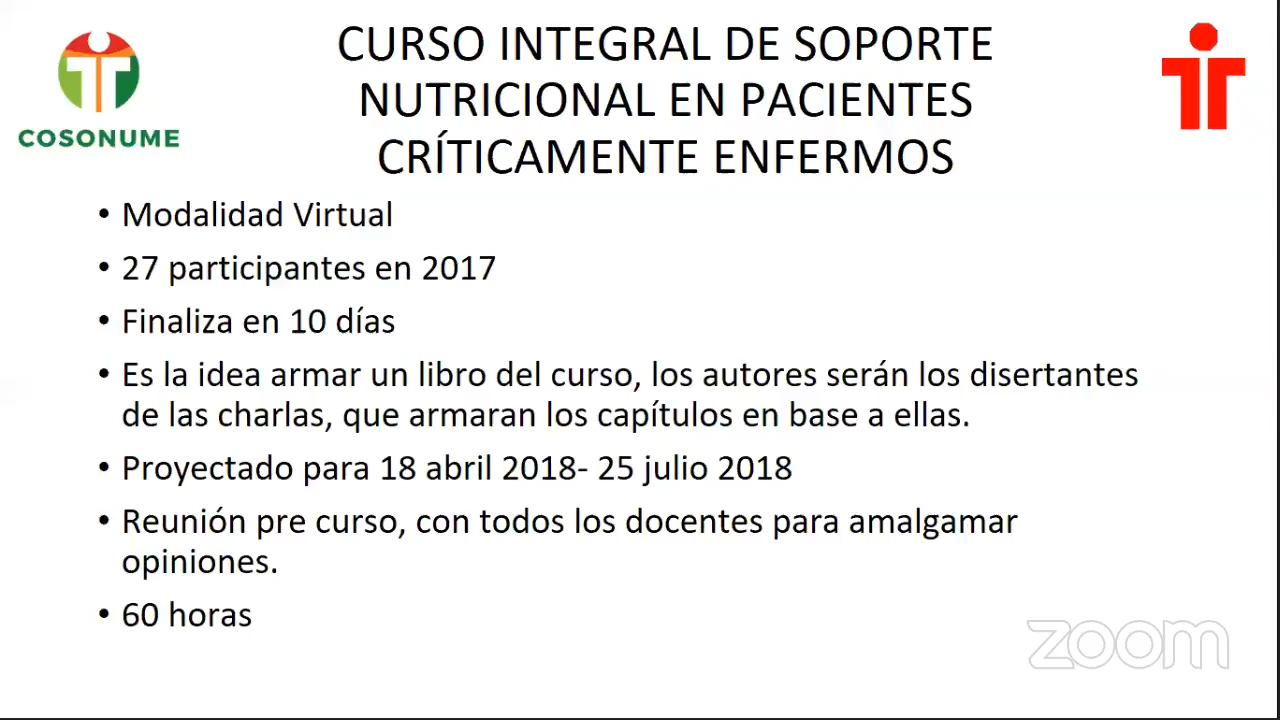 CURSO INTEGRAL DE SOPORTE
NUTRICIONAL EN PACIENTES
CRÍTICAMENTE ENFERMOS
COSONUME
• Modalidad Virtual
• 27 participantes en 2017
• Finaliza en 10 días
• Es la idea armar un libro del curso, los autores serán los disertantes
de las charlas, que armaran los capítulos en base a ellas.
• Proyectado para 18 abril 2018- 25 julio 2018
• Reunión pre curso, con todos los docentes para amalgamar
opiniones.
• 60 horas
zoom